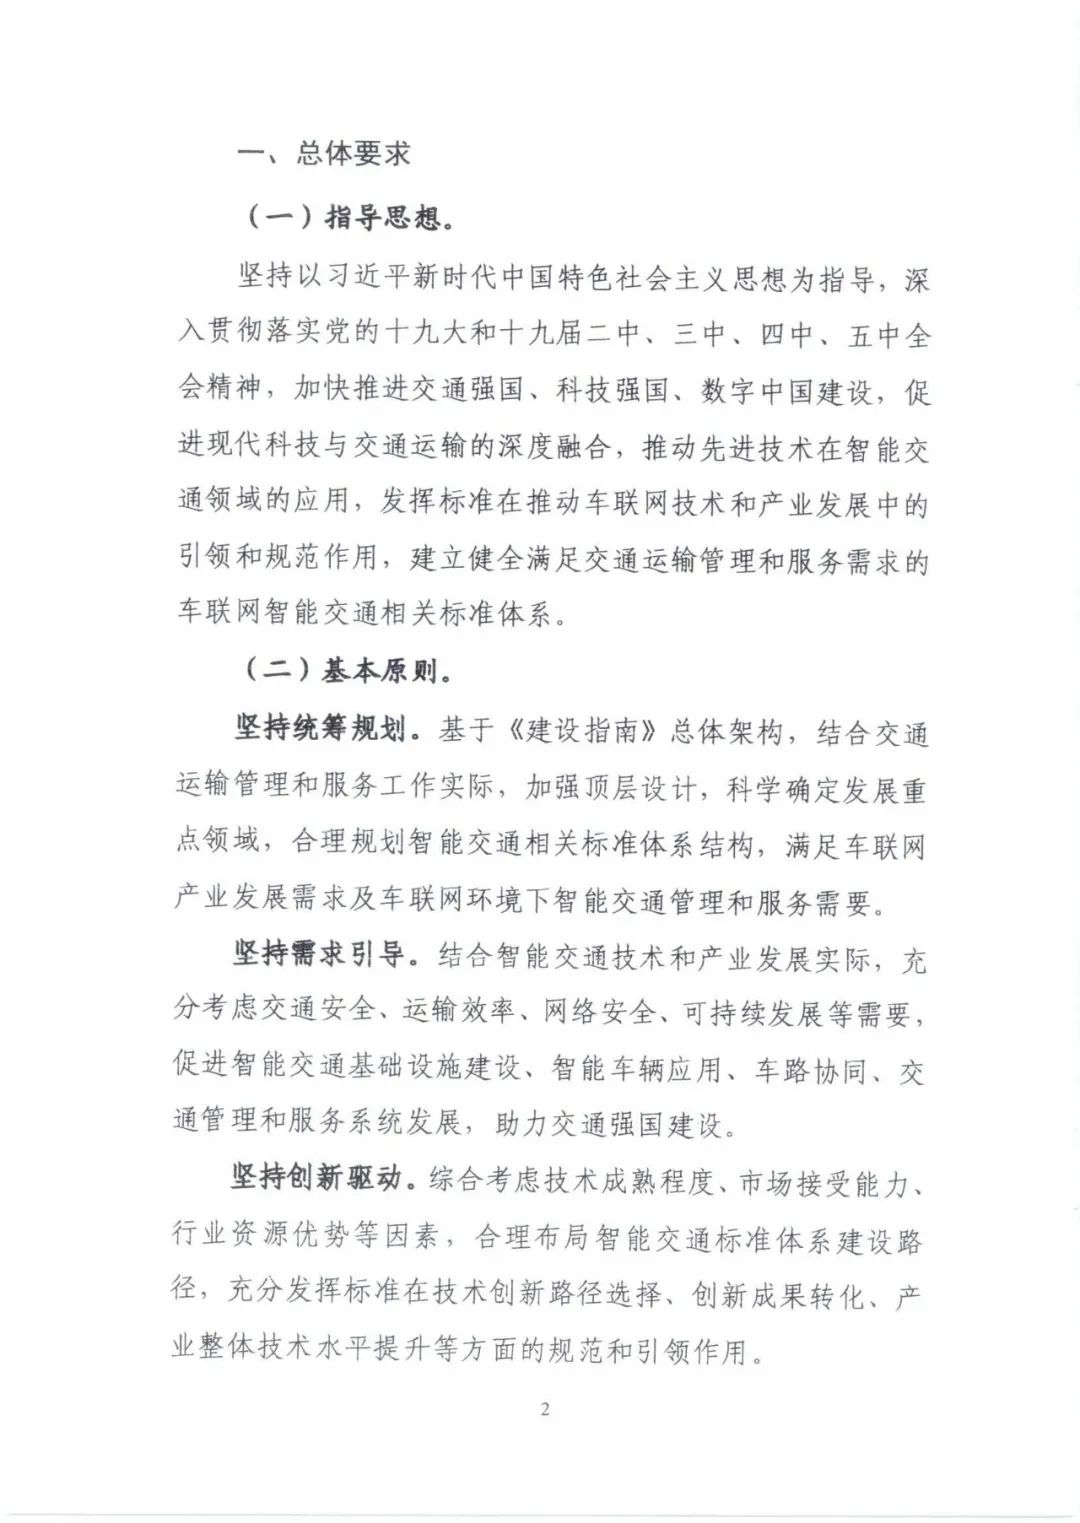 一、总体要求
（一）指导思想。
坚持以习近平新时代中国特色社会主义思想为指导，深
入贯彻落实党的十九大和十九届二中、三中、四中、五中全
会精神，加快推进交通强国、科技强国、数字中国建设，促
进现代科技与交通运输的深度融合，推动先进技术在智能交
通领域的应用，发挥标准在推动车联网技术和产业发展中的
引领和规范作用，建立健全满足交通运输管理和服务需求的
车联网智能交通相关标准体系。
（二）基本原则。
坚持统筹规划。基于《建设指南》总体架构，结合交通
运输管理和服务工作实际，加强顶层设计，科学确定发展重
点领域，合理规划智能交通相关标准体系结构，满足车联网
产业发展需求及车联网环境下智能交通管理和服务需要。
坚持需求引导。结合智能交通技术和产业发展实际，充
分考虑交通安全、运输效率、网络安全、可持续发展等需要，
促进智能交通基础设施建设、智能车辆应用、车路协同、交
通管理和服务系统发展，助力交通强国建设。
坚持创新驱动。综合考虑技术成熟程度、市场接受能力、
行业资源优势等因素，合理布局智能交通标准体系建设路
径，充分发挥标准在技术创新路径选择、创新成果转化、产
业整体技术水平提升等方面的规范和引领作用。
2